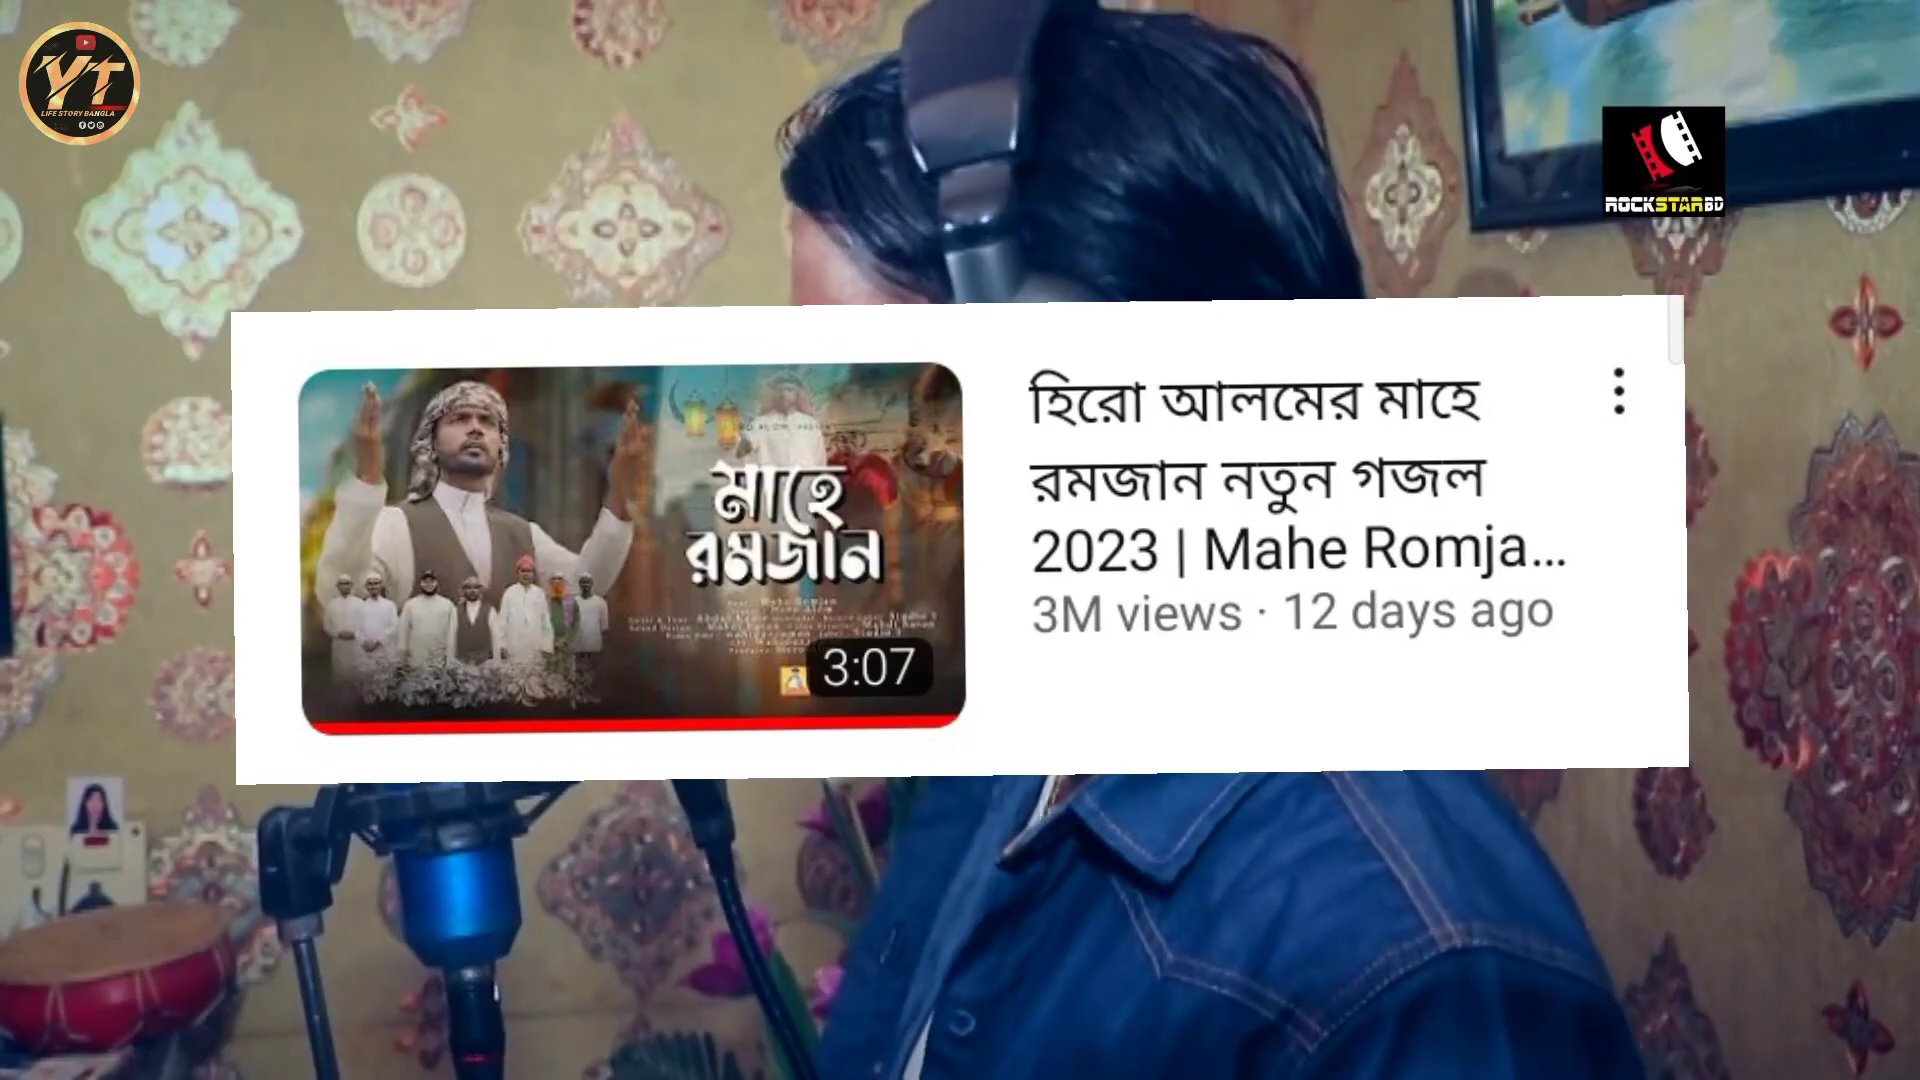 YT
LIFE STORY BANGLA
ROCKSTARBD
মাহে
রমজান
3:07
হিরো আলমের মাহে
রমজান নতুন গজল
2023 | Mahe Romja...
3M views · 12 days ago